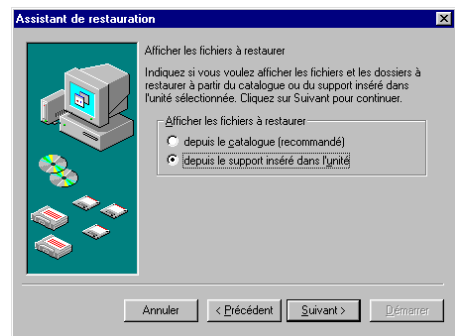 Assistant de restauration
Afficher les fichiers à restaurer
Indiquez si vous voulez afficher les fichiers et les dossiers à
restaurer à partir du catalogue ou du support inséré dans
l'unité sélectionnée. Cliquez sur Suivant pour continuer.
Afficher les fichiers à restaurer
depuis le catalogue (recommandé)
depuis le support inséré dans l'unité
Annuler
< Précédent
Suivant >
Démarrer